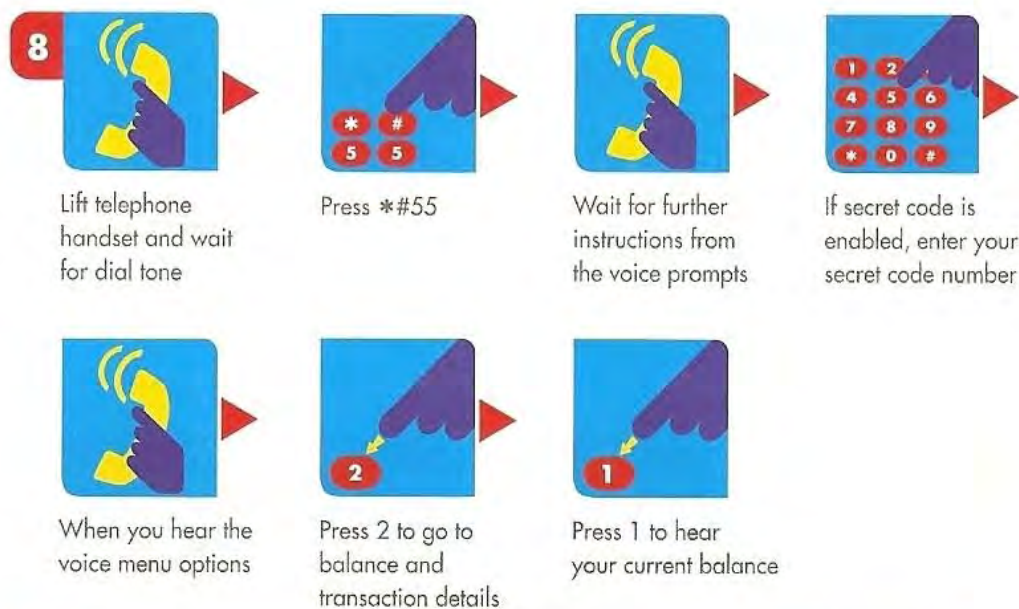 8
* #
5 5
1 2
4 5 6
7 8 9
* 0 #
Lift telephone
handset and wait
for dial tone
Press *#55
Wait for further
instructions from
the voice prompts
If secret code is
enabled, enter your
secret code number
2
1
When you hear the
voice menu options
Press 2 to go to
balance and
transaction details
Press 1 to hear
your current balance